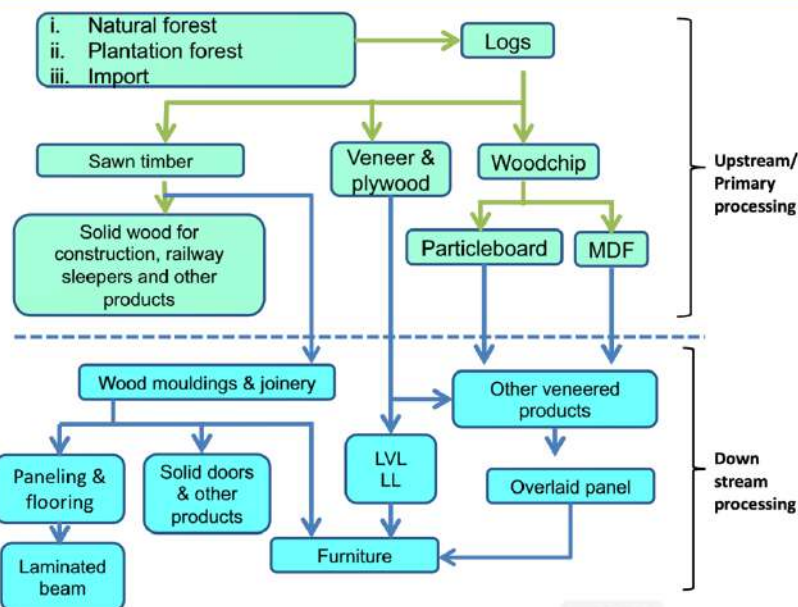 i. Natural forest
ii. Plantation forest
iii. Import
Logs
Sawn timber
Veneer &
plywood
Woodchip
Upstream/
Primary
processing
Solid wood for
construction, railway
sleepers and other
products
Particleboard
MDF
Wood mouldings & joinery
Other veneered
products
Paneling &
flooring
Solid doors
& other
products
LVL
LL
Overlaid panel
Down
stream
processing
Laminated
beam
Furniture